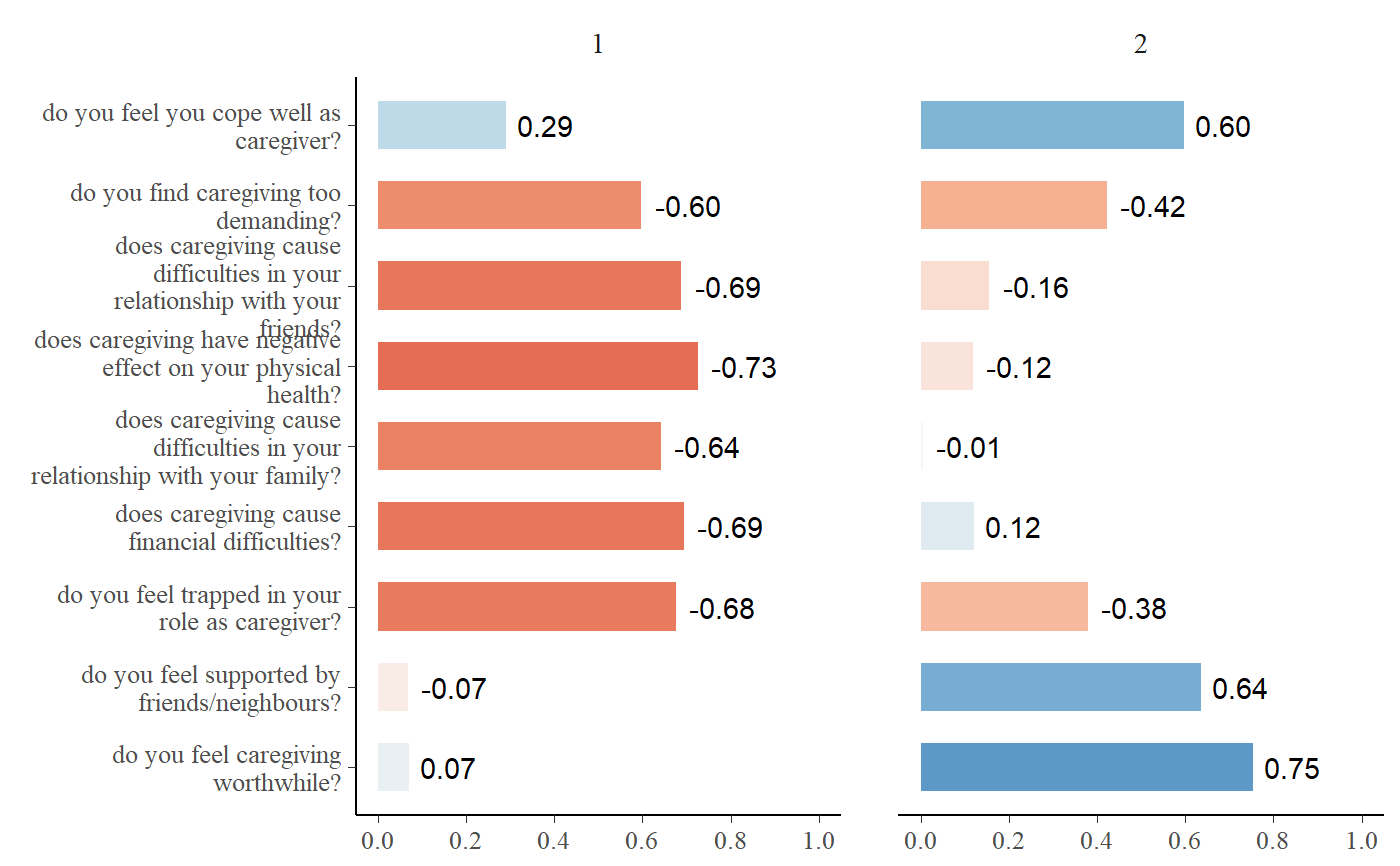 1
2
do you feel you cope well as
caregiver?
0.29
0.60
do you find caregiving too
demanding?
-0.60
-0.42
does caregiving cause
difficulties in your
relationship with your
friends?
-0.69
-0.16
does caregiving have negative
effect on your physical
health?
-0.73
-0.12
does caregiving cause
difficulties in your
relationship with your family?
-0.64
-0.01
does caregiving cause
financial difficulties?
-0.69
0.12
do you feel trapped in your
role as caregiver?
-0.68
-0.38
do you feel supported by
friends/neighbours?
-0.07
0.64
do you feel caregiving
worthwhile?
0.07
0.75
0.0 0.2 0.4 0.6 0.8 1.0
0.0 0.2 0.4 0.6 0.8 1.0